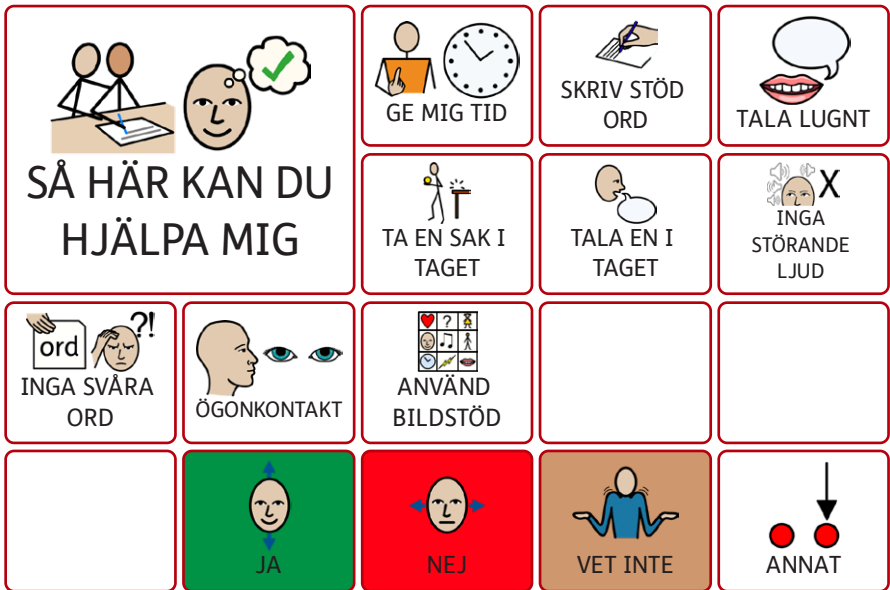 SÅ HÄR KAN DU
HJÄLPA MIG
GE MIG TID
SKRIV STÖD
ORD
TALA LUGNT
TA EN SAK I
TAGET
TALA EN I
TAGET
X
INGA
STÖRANDE
LJUD
ord
?!
INGA SVÅRA
ORD
ÖGONKONTAKT
?
ANVÄND
BILDSTÖD
JA
NEJ
VET INTE
ANNAT